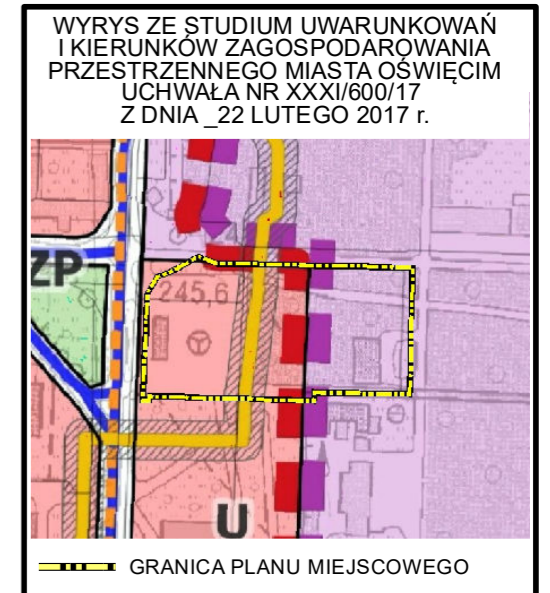 WYRYS ZE STUDIUM UWARUNKOWAŃ
I KIERUNKÓW ZAGOSPODAROWANIA
PRZESTRZENNEGO MIASTA OŚWIĘCIM
UCHWAŁA NR XXXI/600/17
Z DNIA _22 LUTEGO 2017 r.
ZP
245,6
U
GRANICA PLANU MIEJSCOWEGO